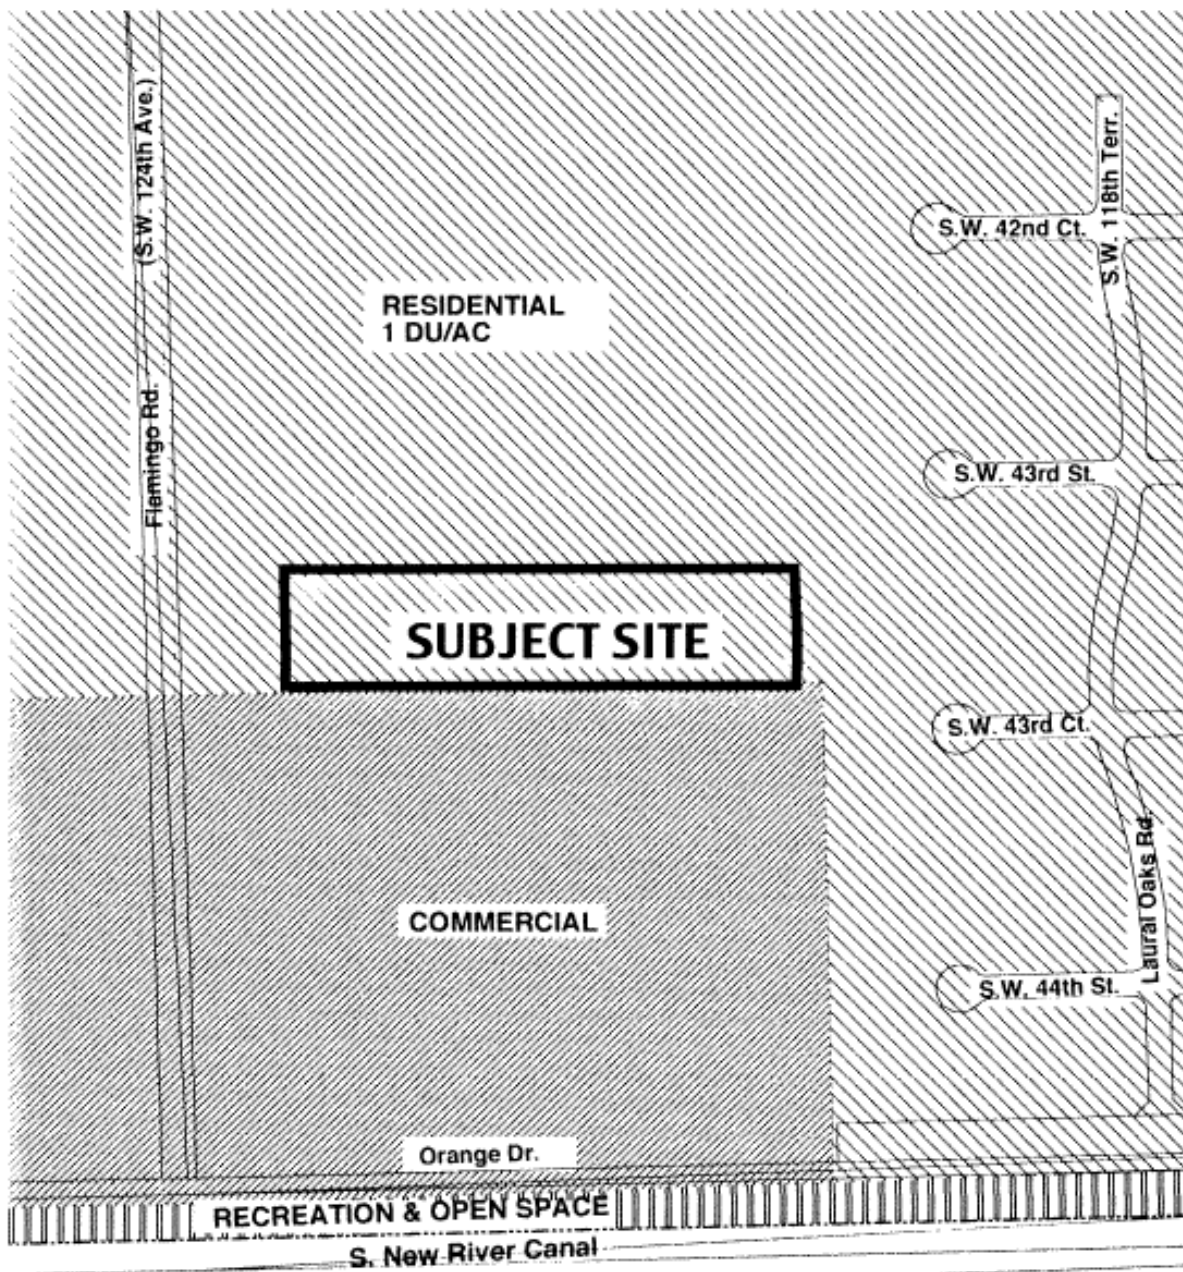 (S.W. 124th Ave.)
S.W. 118th Terr.
S.W. 42nd Ct.
RESIDENTIAL
1 DU/AC
Flamingo Rd.
S.W. 43rd St.
SUBJECT SITE
S.W. 43rd Ct.
Laural Oaks Rd.
COMMERCIAL
S.W. 44th St.
Orange Dr.
RECREATION & OPEN SPACE
S. New River Canal